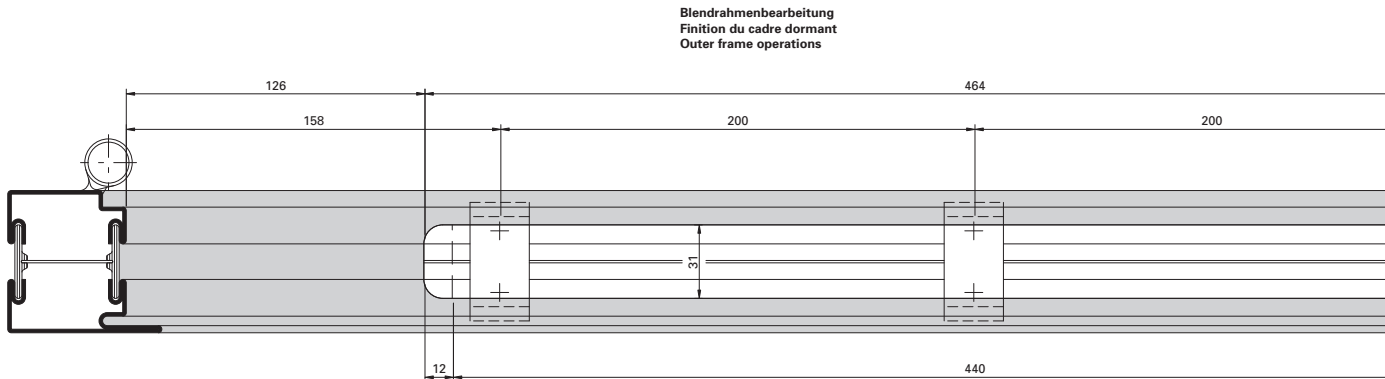 Blendrahmenbearbeitung
Finition du cadre dormant
Outer frame operations
126 464
158 200 200
31
12 440